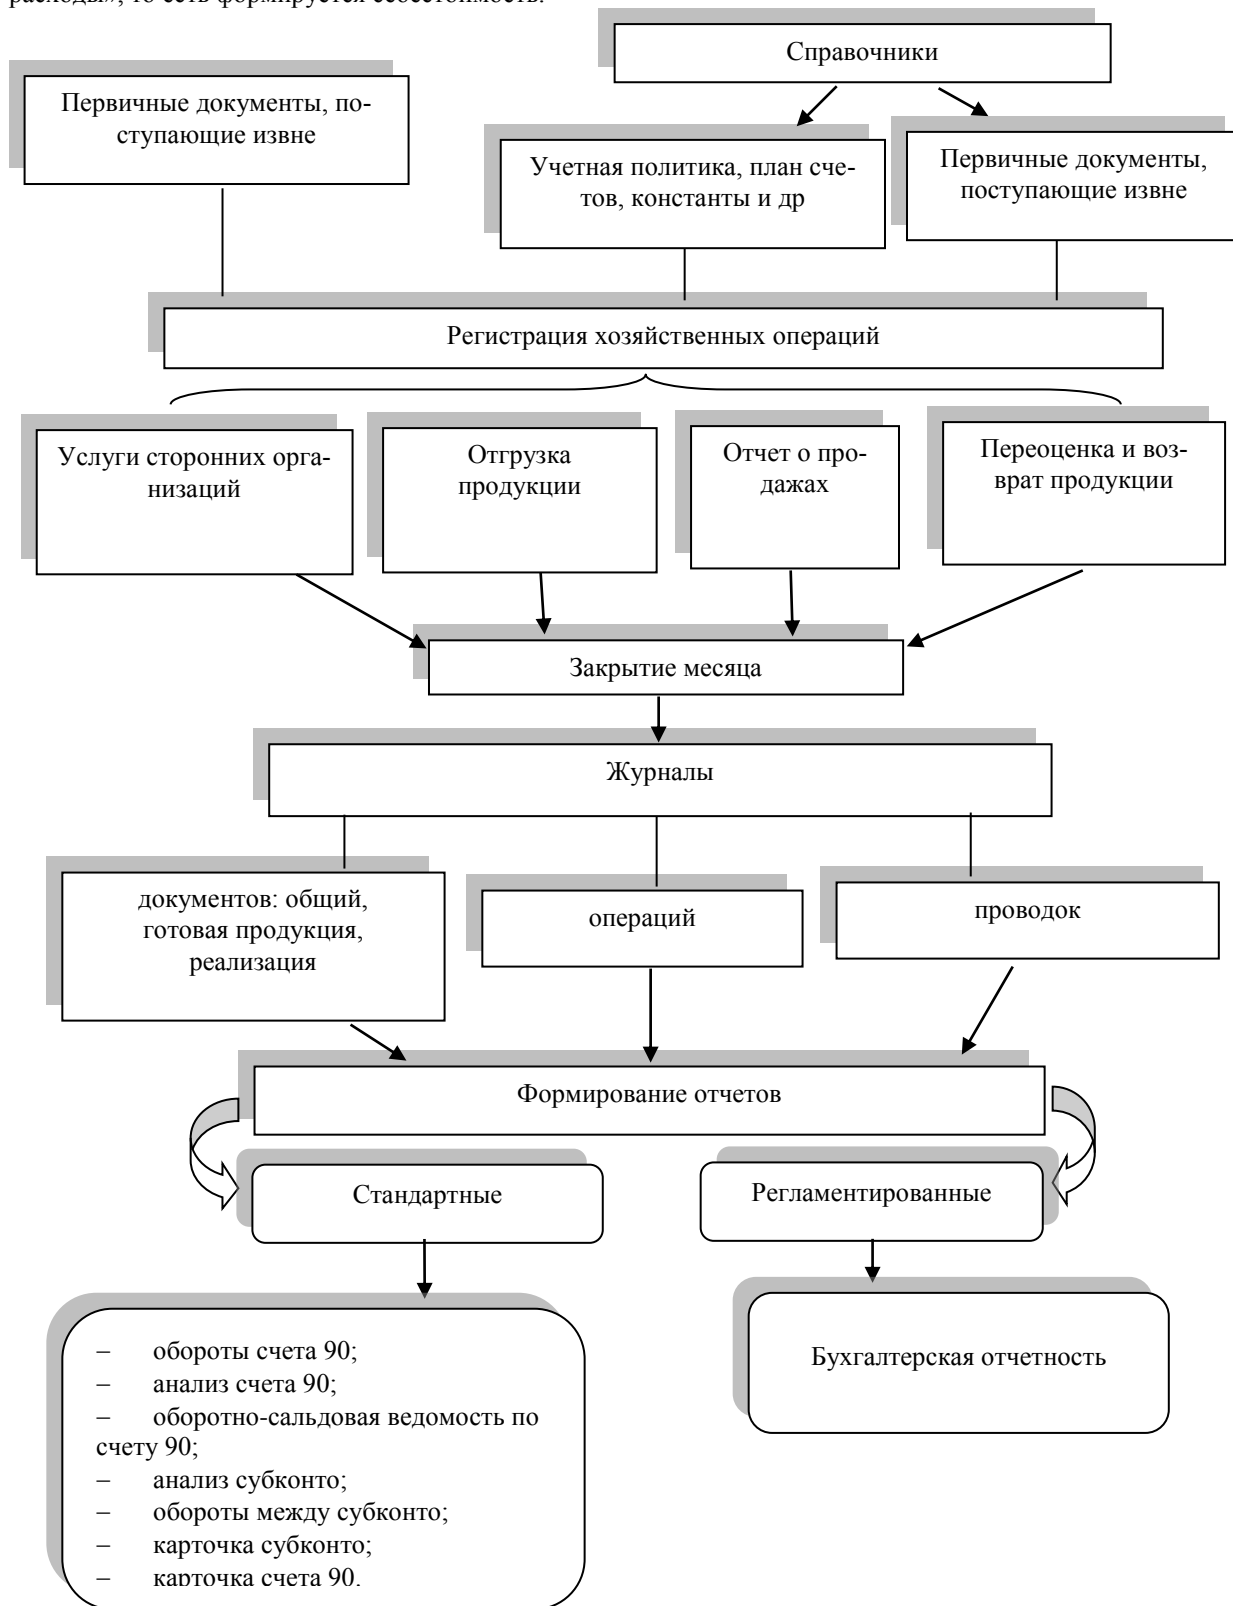 расходы», то есть формируется себестоимость.
Справочники
Первичные документы, по-
ступающие извне
Учетная политика, план сче-
тов, константы и др
Первичные документы,
поступающие извне
Регистрация хозяйственных операций
Услуги сторонних орга-
низаций
Отгрузка
продукции
Отчет о про-
дажах
Переоценка и воз-
врат продукции
Закрытие месяца
Журналы
документов: общий,
готовая продукция,
реализация
операций
проводок
Формирование отчетов
Стандартные
Регламентированные
– обороты счета 90;
– анализ счета 90;
– оборотно-сальдовая ведомость по
счету 90;
– анализ субконто;
– обороты между субконто;
– карточка субконто;
– карточка счета 90.
Бухгалтерская отчетность